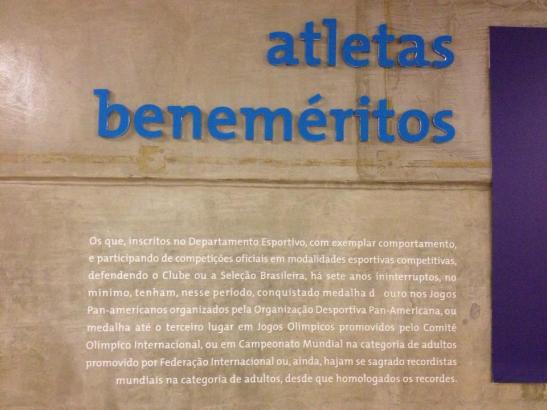 atletas
beneméritos
Os que, inscritos no Departamento Esportivo, com exemplar comportamento,
e participando de competições oficiais em modalidades esportivas competitivas,
defendendo o Clube ou a Seleção Brasileira, há sete anos ininterruptos, no
mínimo, tenham, nesse período, conquistado medalha d ouro nos Jogos
Pan-americanos organizados pela Organização Desportiva Pan-Americana, ou
medalha até o terceiro lugar em Jogos Olímpicos promovidos pelo Comitê
Olímpico Internacional, ou em Campeonato Mundial na categoria de adultos
promovido por Federação Internacional ou, ainda, hajam se sagrado recordistas
mundiais na categoria de adultos, desde que homologados os recordes.